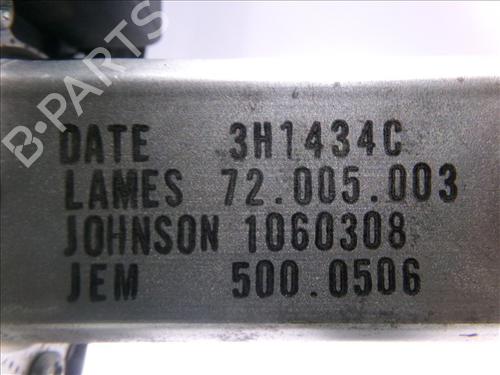 B-PARTS
DATE 3H1434C
LAMES 72.005.003
JOHNSON 1060308
JEM 500.0506